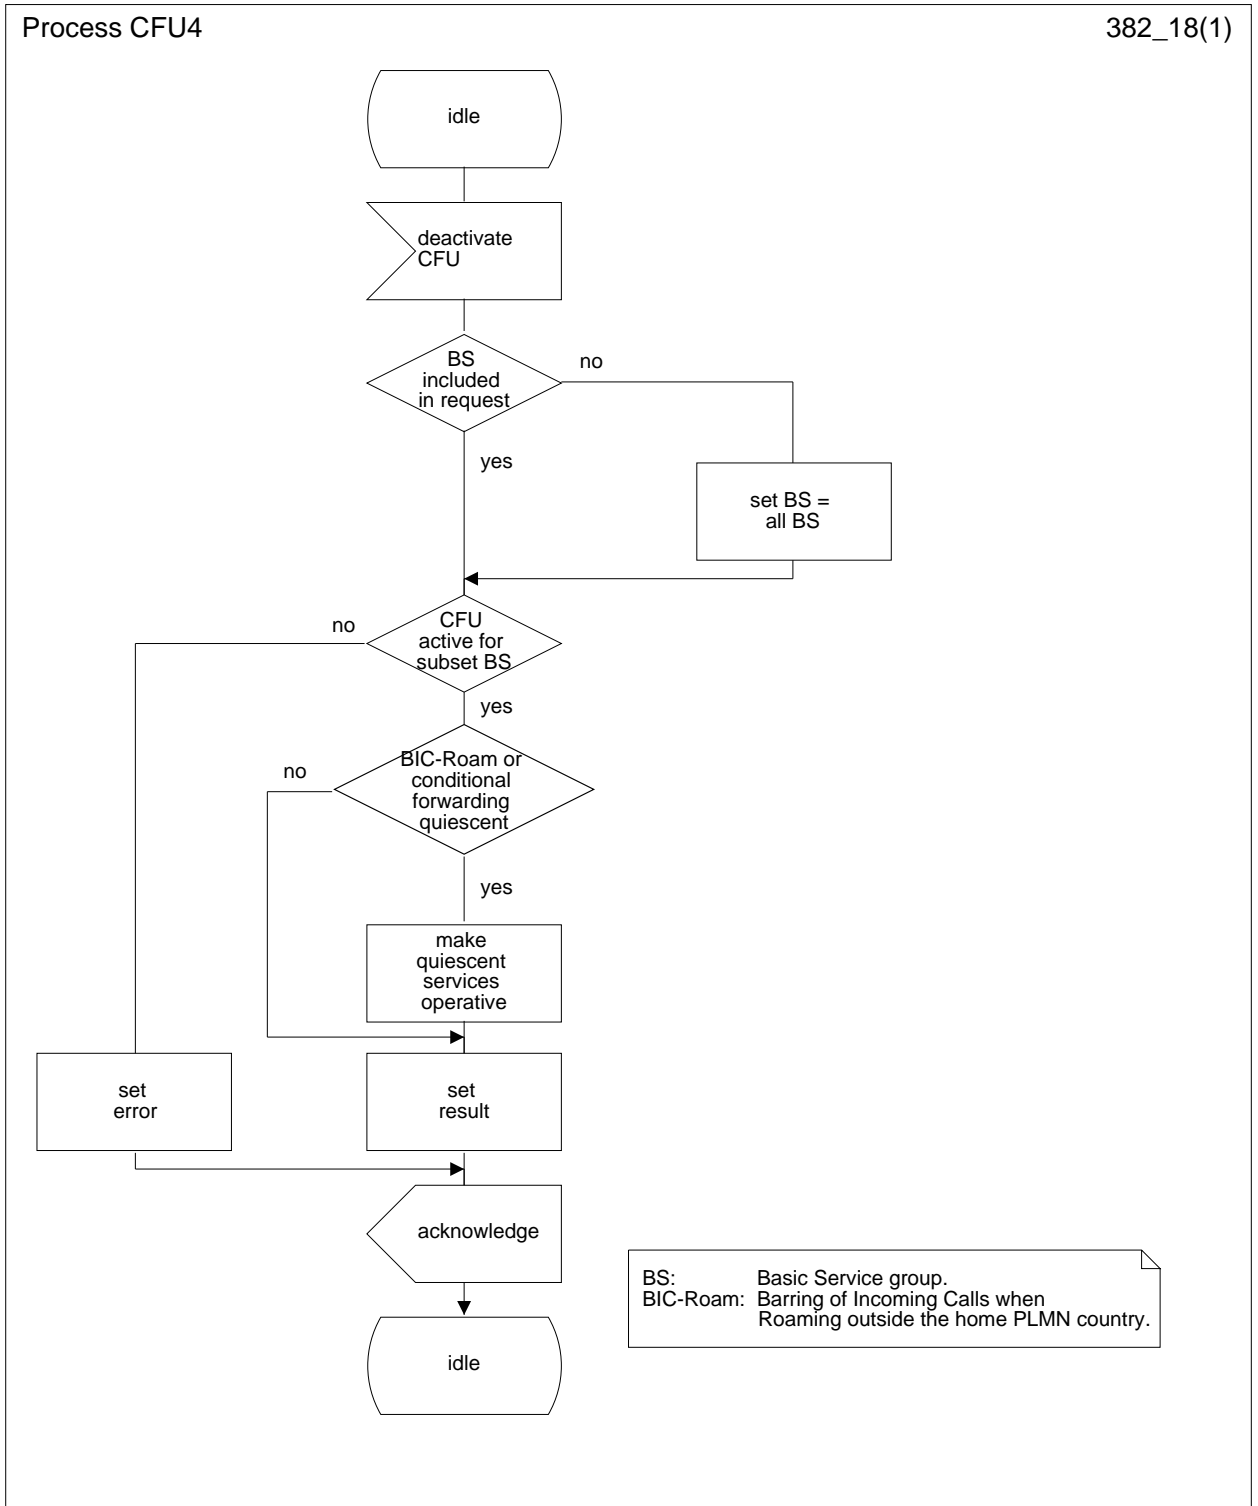 Process CFU4
382_18(1)
idle
deactivate
CFU
BS
included
in request
no
yes
set BS =
all BS
CFU
active for
subset BS
no
yes
BIC-Roam or
conditional
forwarding
quiescent
no
yes
make
quiescent
services
operative
set
error
set
result
acknowledge
BS: Basic Service group.
BIC-Roam: Barring of Incoming Calls when
Roaming outside the home PLMN country.
idle